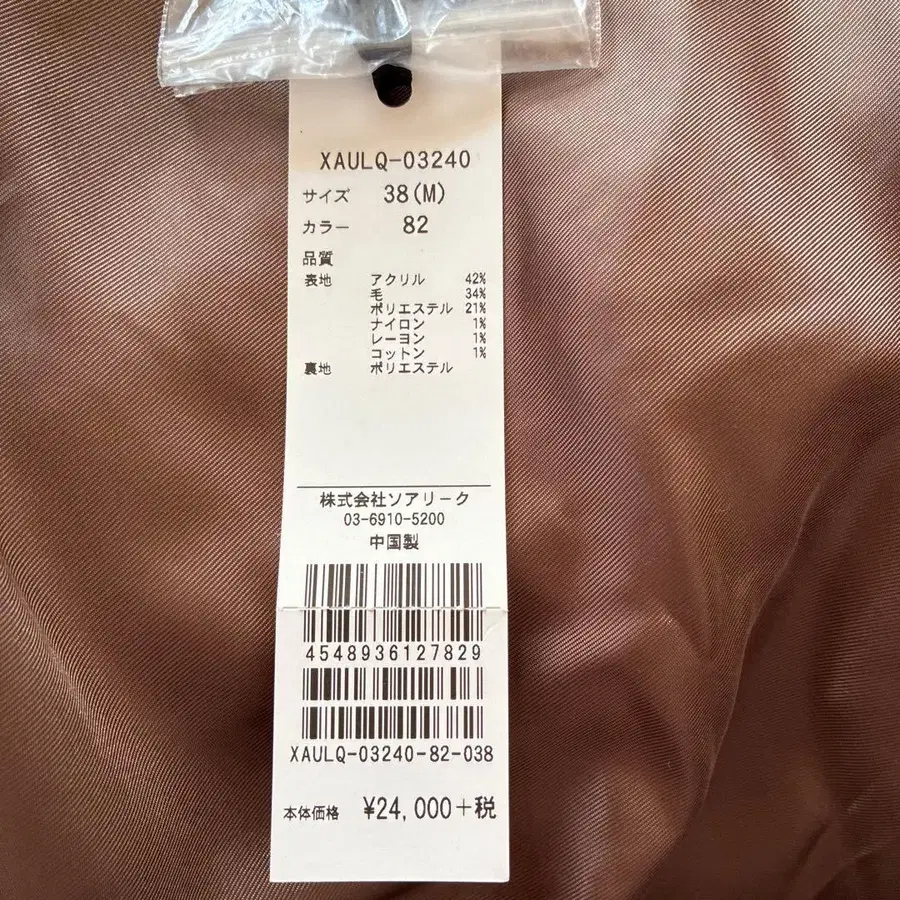 XAULQ-03240
サイズ 38(M)
カラー 82
品質
表地 アクリル 42%
毛 34%
ポリエステル 21%
ナイロン 1%
レーヨン 1%
コットン 1%
裏地 ポリエステル
株式会社ソアリーク
03-6910-5200
中国製
4548936127829
XAULQ-03240-82-038
本体価格 ¥24,000+税